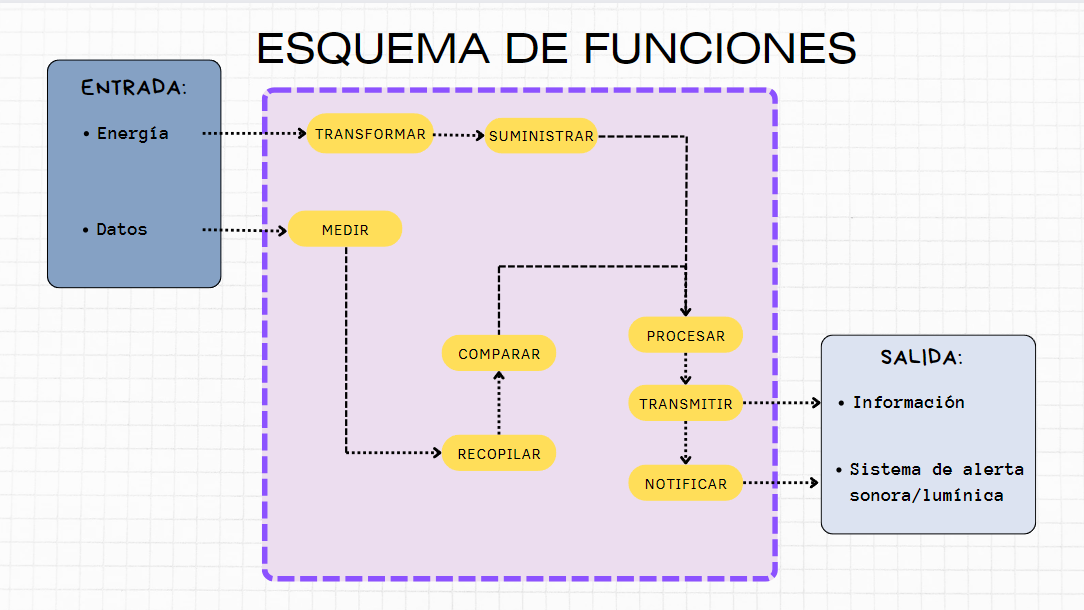 ESQUEMA DE FUNCIONES
ENTRADA:
• Energía
• Datos
TRANSFORMAR
SUMINISTRAR
MEDIR
COMPARAR
RECOPILAR
PROCESAR
TRANSMITIR
NOTIFICAR
SALIDA:
• Información
• Sistema de alerta
sonora/lumínica